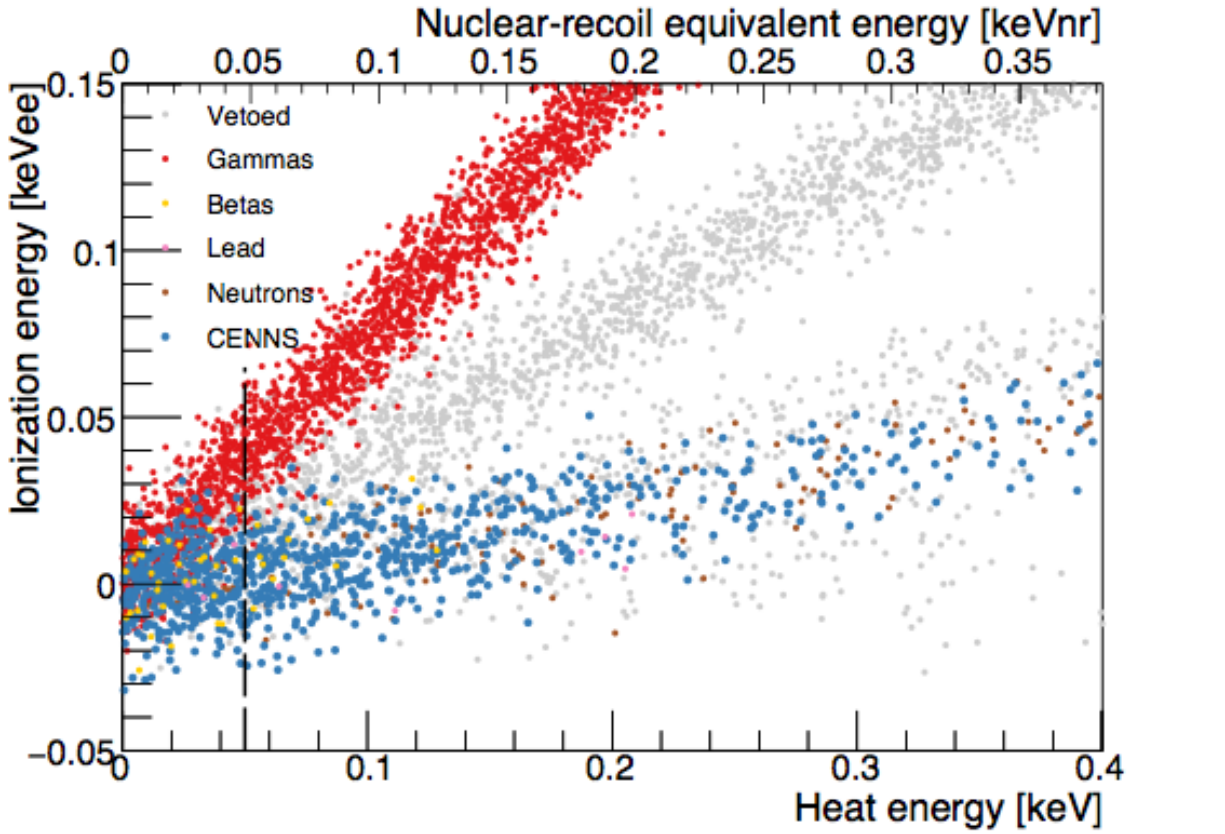 Nuclear-recoil equivalent energy [keVnr]
0 0.05 0.1 0.15 0.2 0.25 0.3 0.35
Ionization energy [keVee]
0.15
0.1
0.05
0
−0.05
Vetoed
Gammas
Betas
Lead
Neutrons
CENNS
0 0.1 0.2 0.3 0.4
Heat energy [keV]